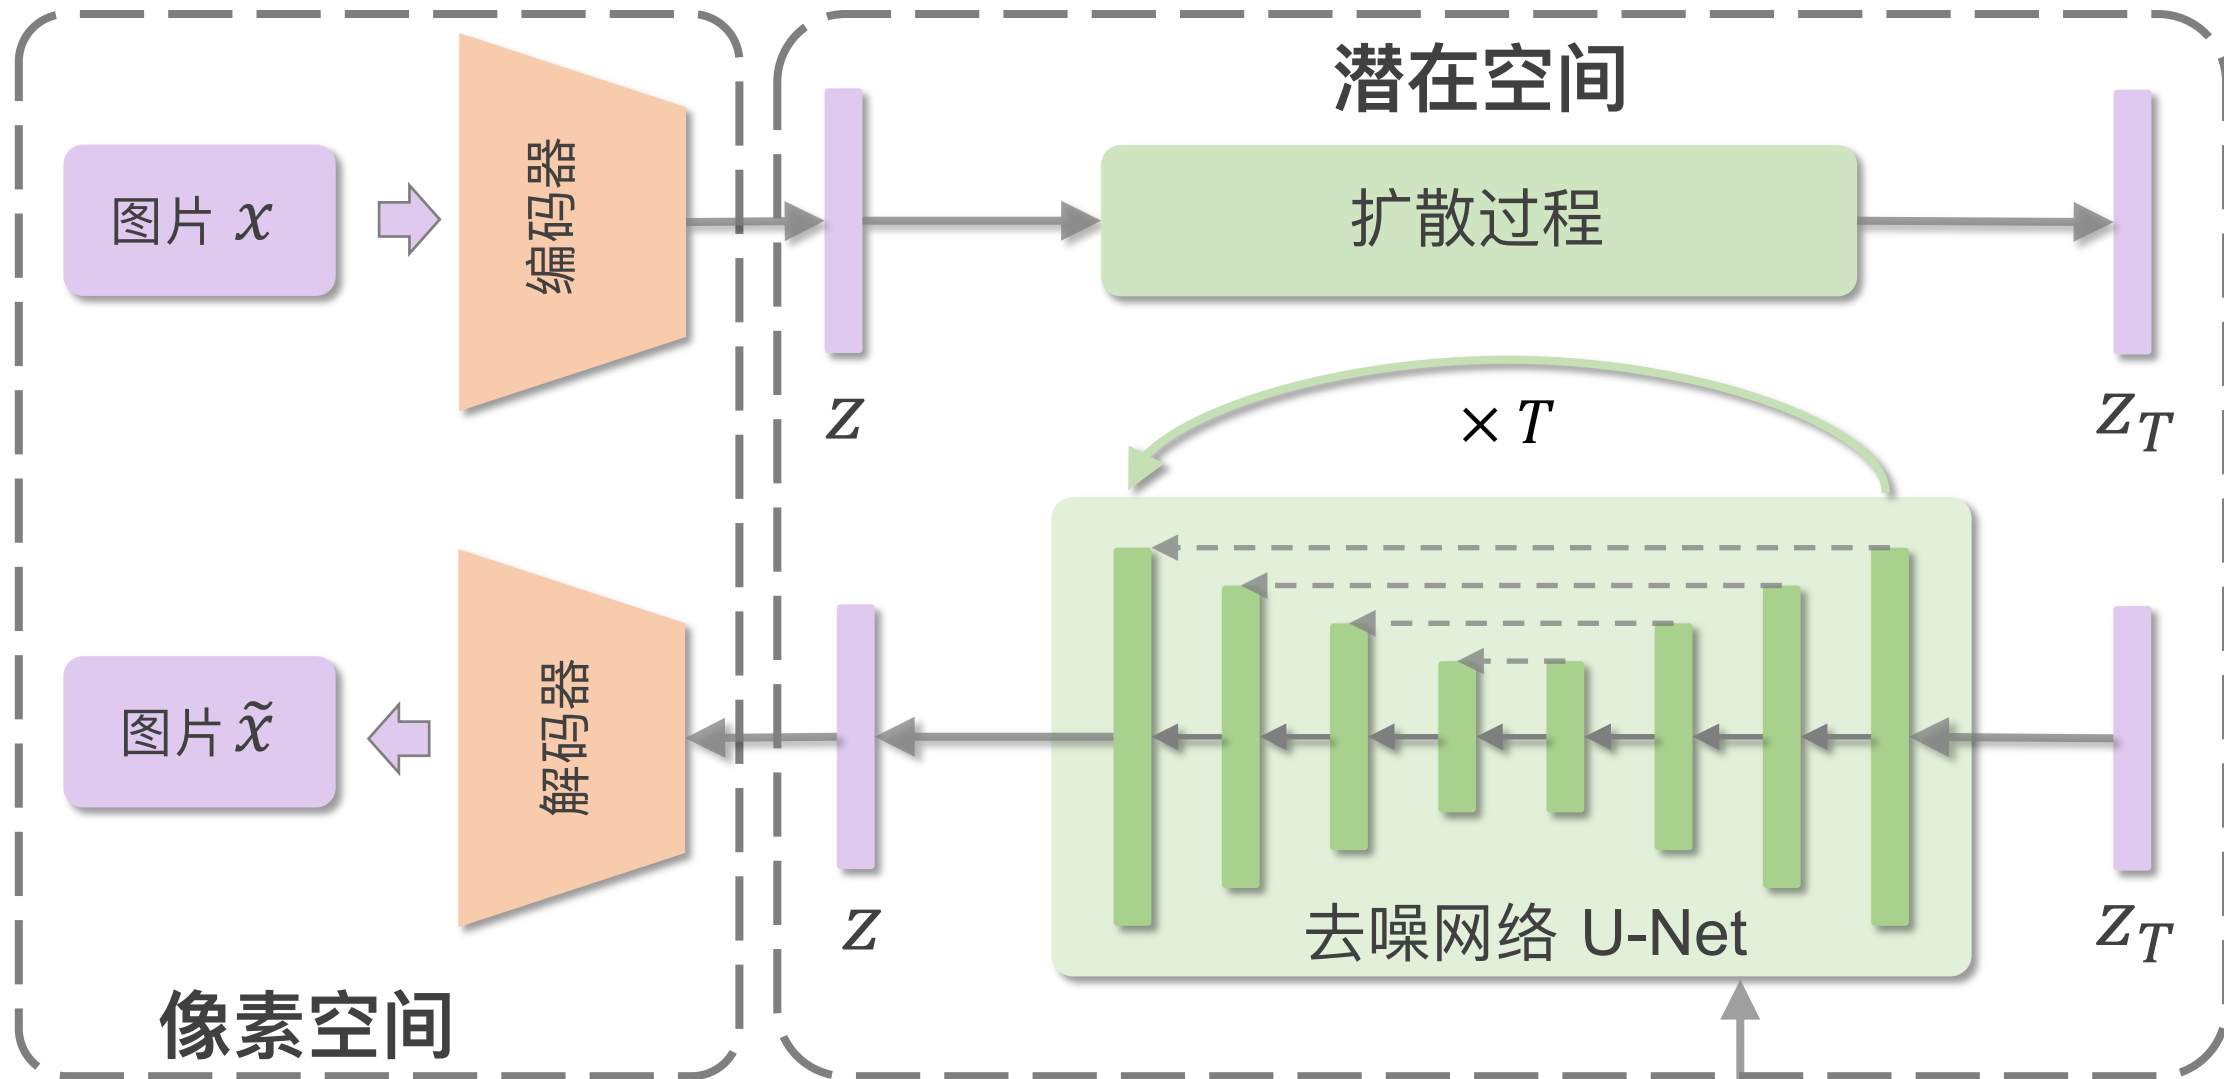 潜在空间
图片 x
编码器
扩散过程
z
× T
z_T
图片 x̃
解码器
z
去噪网络 U-Net
z_T
像素空间